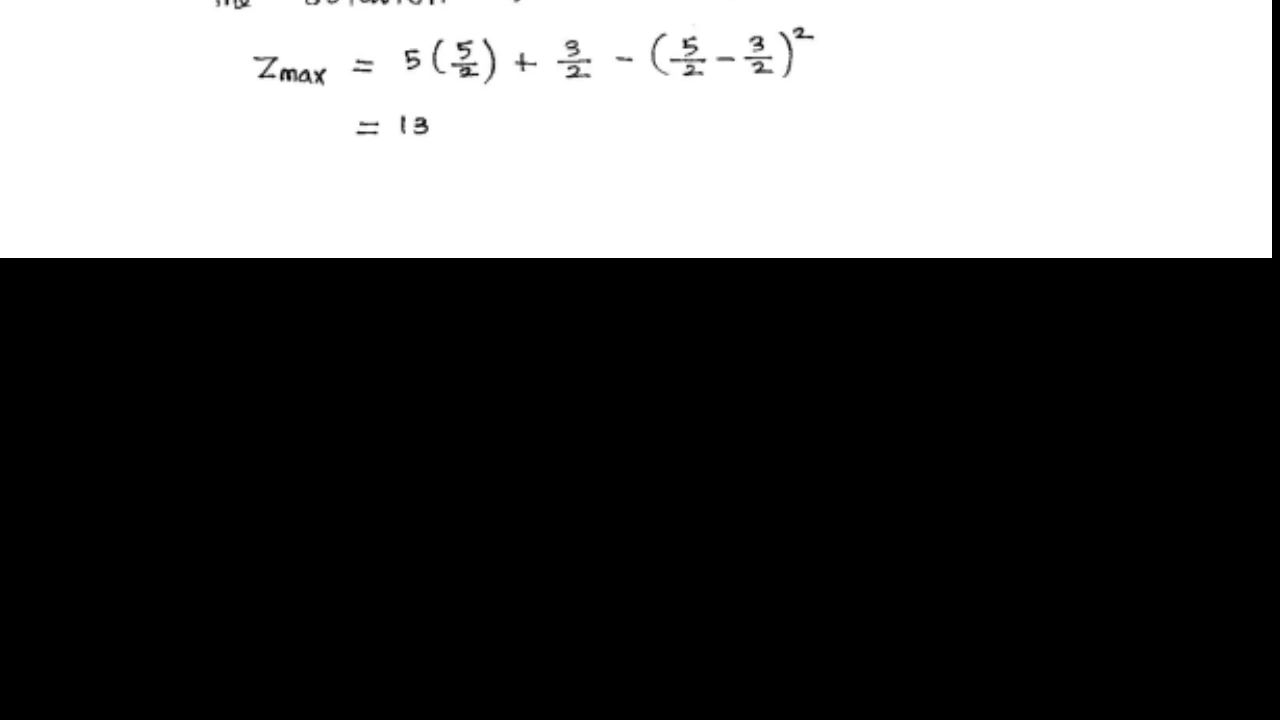 Zmax = 5(5/2) + 3/2 - (5/2 - 3/2)²
= 13